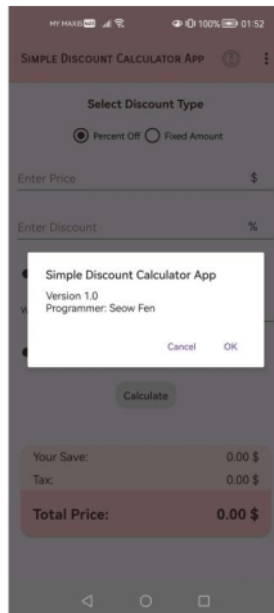 MY MAXIS 100% 01:52
SIMPLE DISCOUNT CALCULATOR APP
Select Discount Type
Percent Off Fixed Amount
Enter Price $
Enter Discount %
Simple Discount Calculator App
Version 1.0
Programmer: Seow Fen
W
Cancel OK
Calculate
Your Save: 0.00 $
Tax: 0.00 $
Total Price: 0.00 $